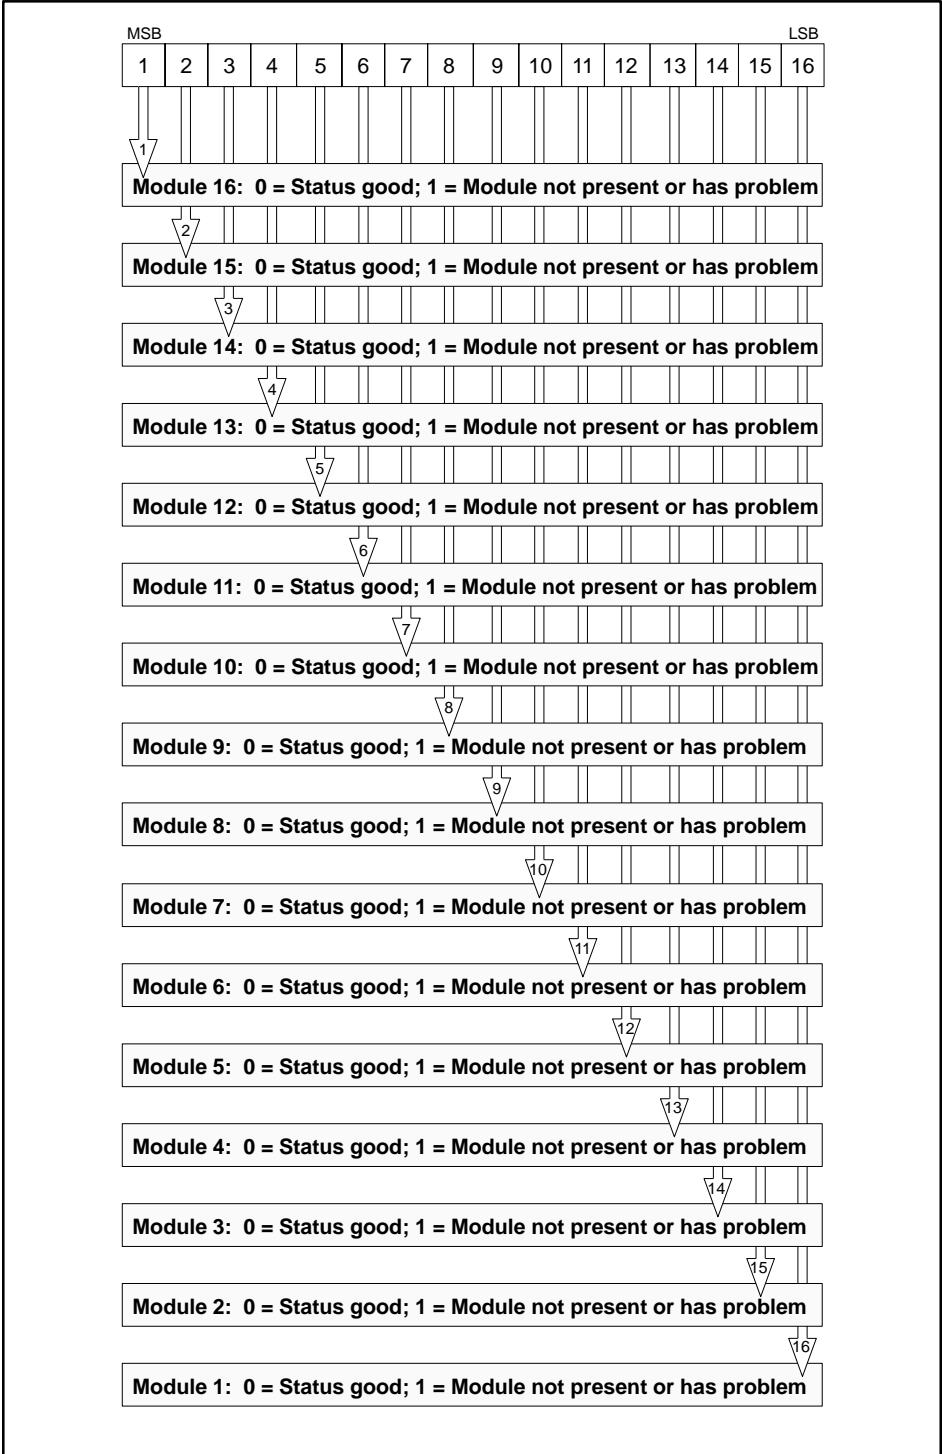 MSB LSB
1 2 3 4 5 6 7 8 9 10 11 12 13 14 15 16
1
Module 16: 0 = Status good; 1 = Module not present or has problem
2
Module 15: 0 = Status good; 1 = Module not present or has problem
3
Module 14: 0 = Status good; 1 = Module not present or has problem
4
Module 13: 0 = Status good; 1 = Module not present or has problem
5
Module 12: 0 = Status good; 1 = Module not present or has problem
6
Module 11: 0 = Status good; 1 = Module not present or has problem
7
Module 10: 0 = Status good; 1 = Module not present or has problem
8
Module 9: 0 = Status good; 1 = Module not present or has problem
9
Module 8: 0 = Status good; 1 = Module not present or has problem
10
Module 7: 0 = Status good; 1 = Module not present or has problem
11
Module 6: 0 = Status good; 1 = Module not present or has problem
12
Module 5: 0 = Status good; 1 = Module not present or has problem
13
Module 4: 0 = Status good; 1 = Module not present or has problem
14
Module 3: 0 = Status good; 1 = Module not present or has problem
15
Module 2: 0 = Status good; 1 = Module not present or has problem
16
Module 1: 0 = Status good; 1 = Module not present or has problem